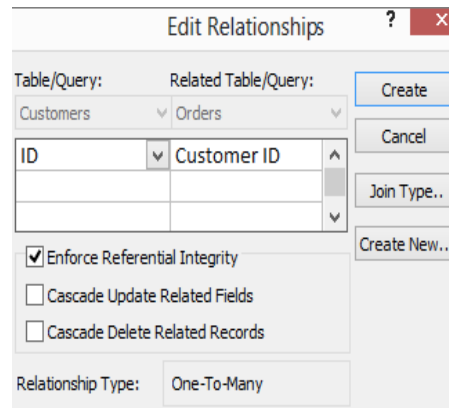 Edit Relationships ? x
Table/Query: Related Table/Query:
Create
Customers Orders
Cancel
ID Customer ID
Join Type..
Create New..
Enforce Referential Integrity
Cascade Update Related Fields
Cascade Delete Related Records
Relationship Type: One-To-Many